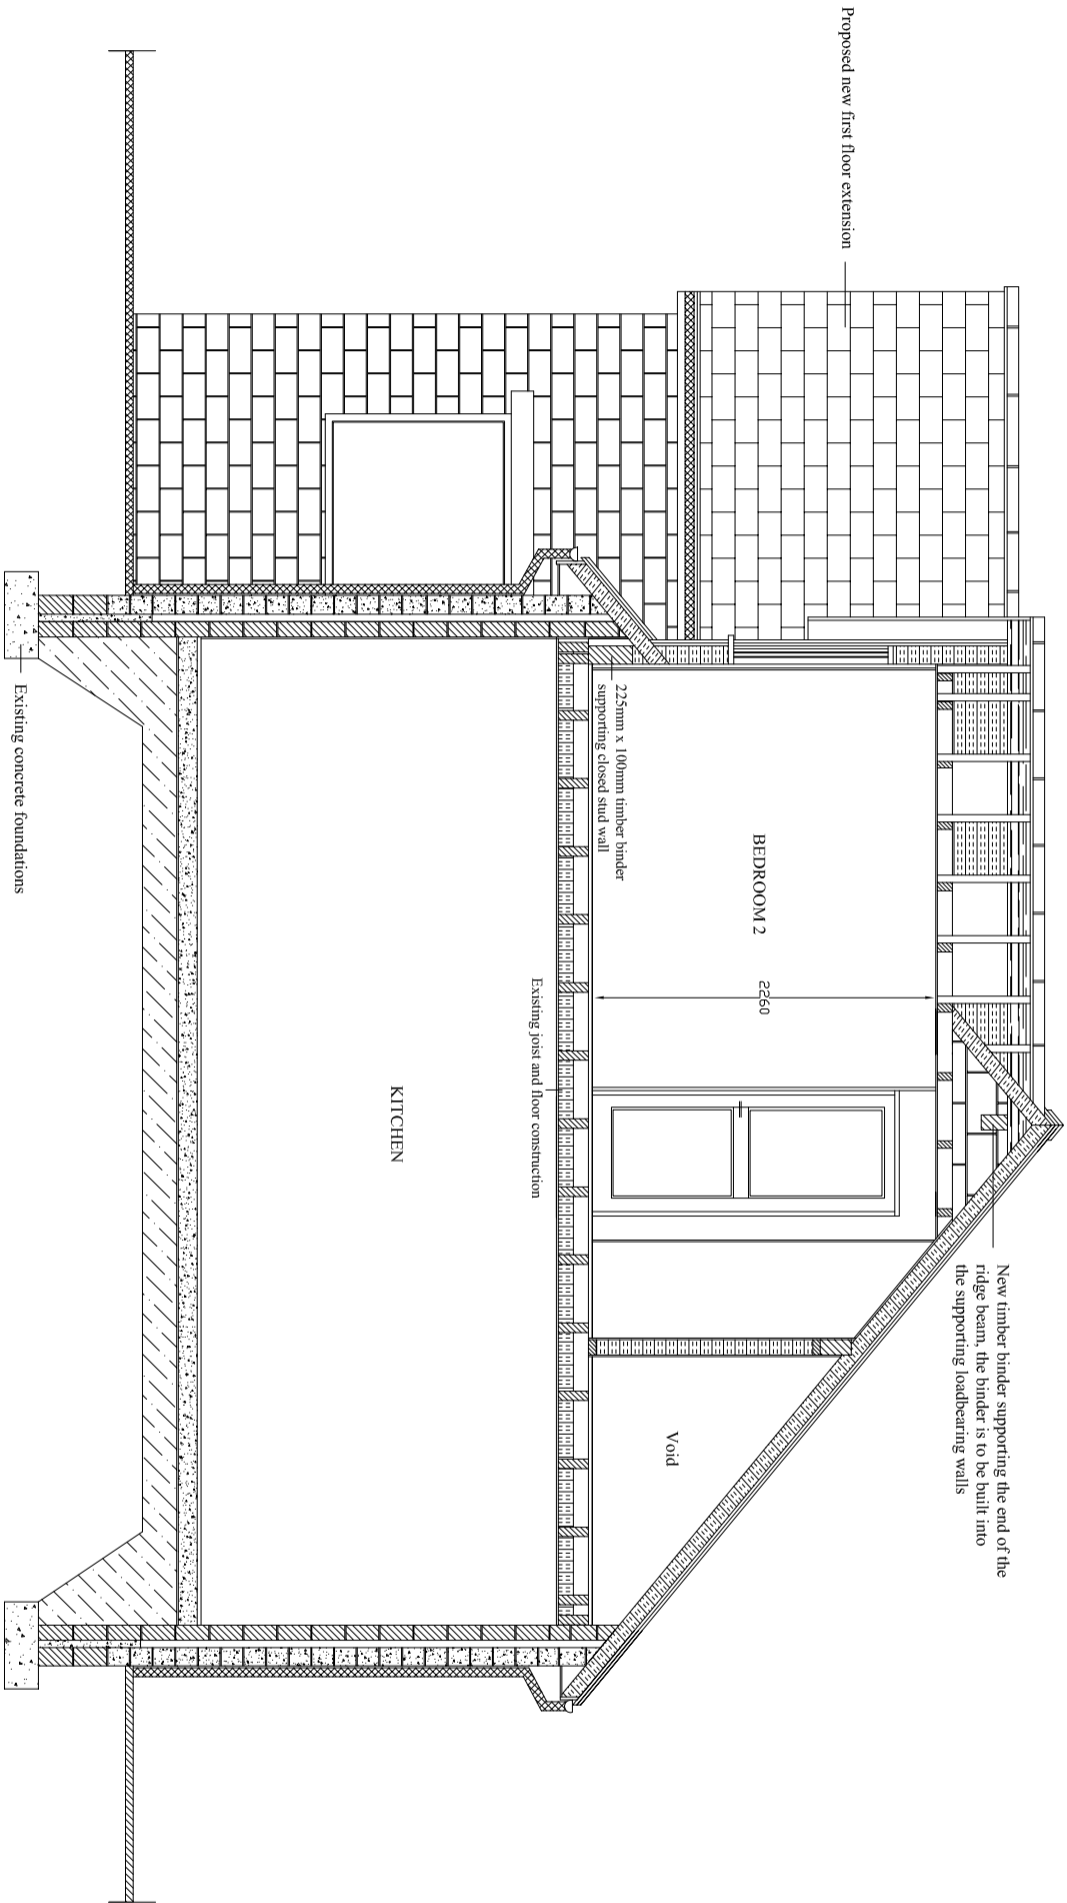 Proposed new first floor extension
New timber binder supporting the end of the
ridge beam, the binder is to be built into
the supporting loadbearing walls
BEDROOM 2
2260
Void
225mm x 100mm timber binder
supporting closed stud wall
Existing joist and floor construction
KITCHEN
Existing concrete foundations